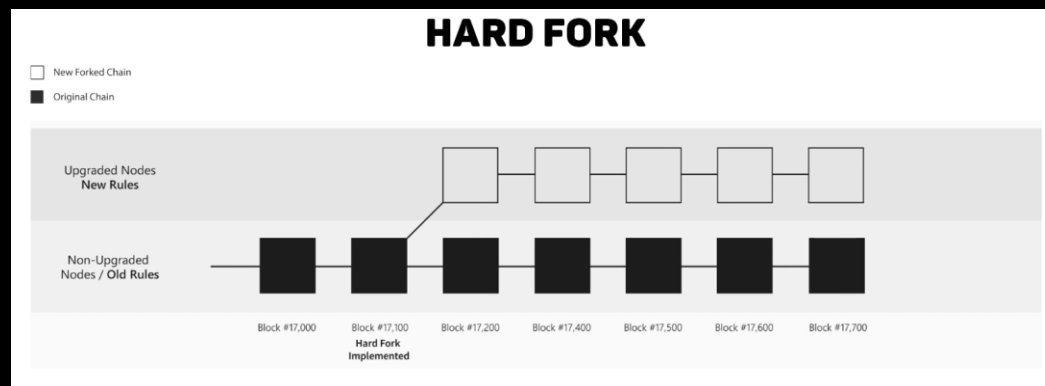 HARD FORK
New Forked Chain
Original Chain
Upgraded Nodes
New Rules
Non-Upgraded
Nodes / Old Rules
Block #17,000
Block #17,100
Hard Fork
Implemented
Block #17,200
Block #17,400
Block #17,500
Block #17,600
Block #17,700